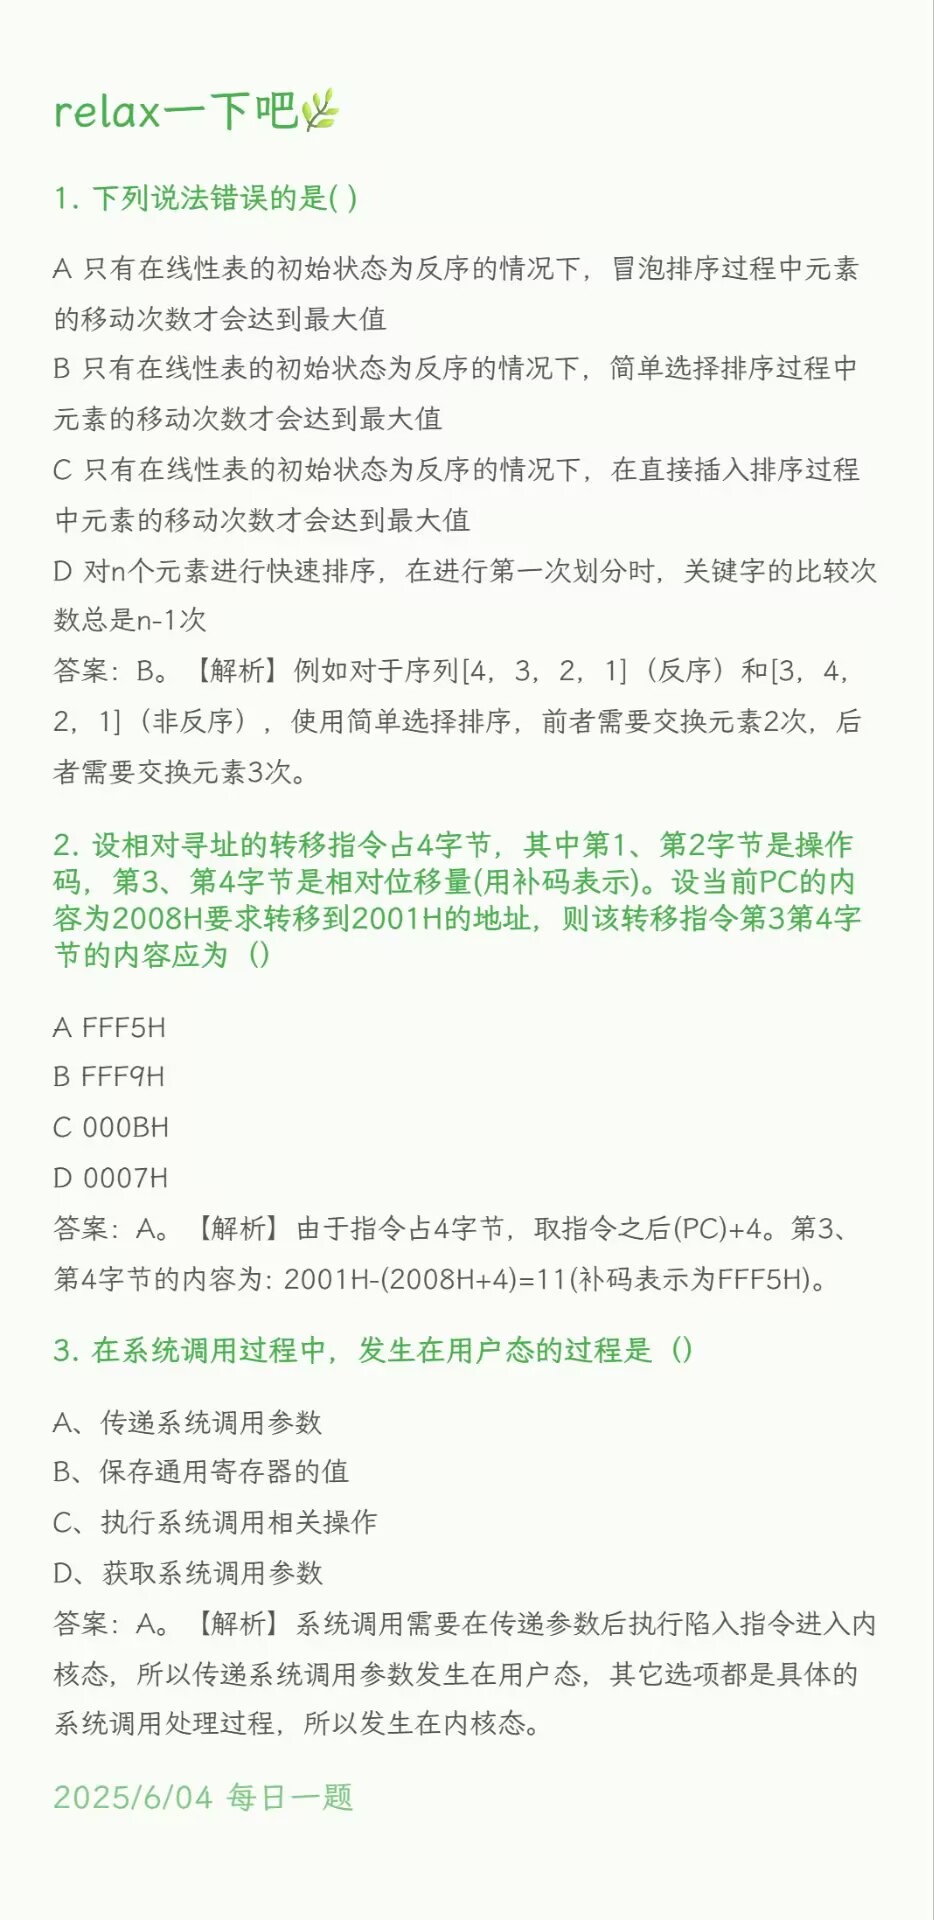 relax一下吧🌿
1. 下列说法错误的是( )
A 只有在线性表的初始状态为反序的情况下，冒泡排序过程中元素
的移动次数才会达到最大值
B 只有在线性表的初始状态为反序的情况下，简单选择排序过程中
元素的移动次数才会达到最大值
C 只有在线性表的初始状态为反序的情况下，在直接插入排序过程
中元素的移动次数才会达到最大值
D 对n个元素进行快速排序，在进行第一次划分时，关键字的比较次
数总是n-1次
答案：B。【解析】例如对于序列[4，3，2，1]（反序）和[3，4，
2，1]（非反序），使用简单选择排序，前者需要交换元素2次，后
者需要交换元素3次。
2. 设相对寻址的转移指令占4字节，其中第1、第2字节是操作
码，第3、第4字节是相对位移量(用补码表示)。设当前PC的内
容为2008H要求转移到2001H的地址，则该转移指令第3第4字
节的内容应为（）
A FFF5H
B FFF9H
C 000BH
D 0007H
答案：A。【解析】由于指令占4字节，取指令之后(PC)+4。第3、
第4字节的内容为: 2001H-(2008H+4)=11(补码表示为FFF5H)。
3. 在系统调用过程中，发生在用户态的过程是（）
A、传递系统调用参数
B、保存通用寄存器的值
C、执行系统调用相关操作
D、获取系统调用参数
答案：A。【解析】系统调用需要在传递参数后执行陷入指令进入内
核态，所以传递系统调用参数发生在用户态，其它选项都是具体的
系统调用处理过程，所以发生在内核态。
2025/6/04 每日一题